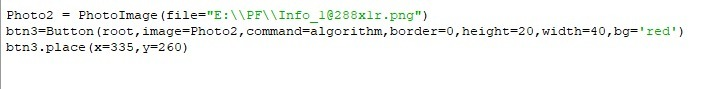 Photo2 = PhotoImage(file="E:\\PF\\Info_1@288x1r.png")
btn3=Button(root,image=Photo2,command=algorithm,border=0,height=20,width=40,bg='red')
btn3.place(x=335,y=260)